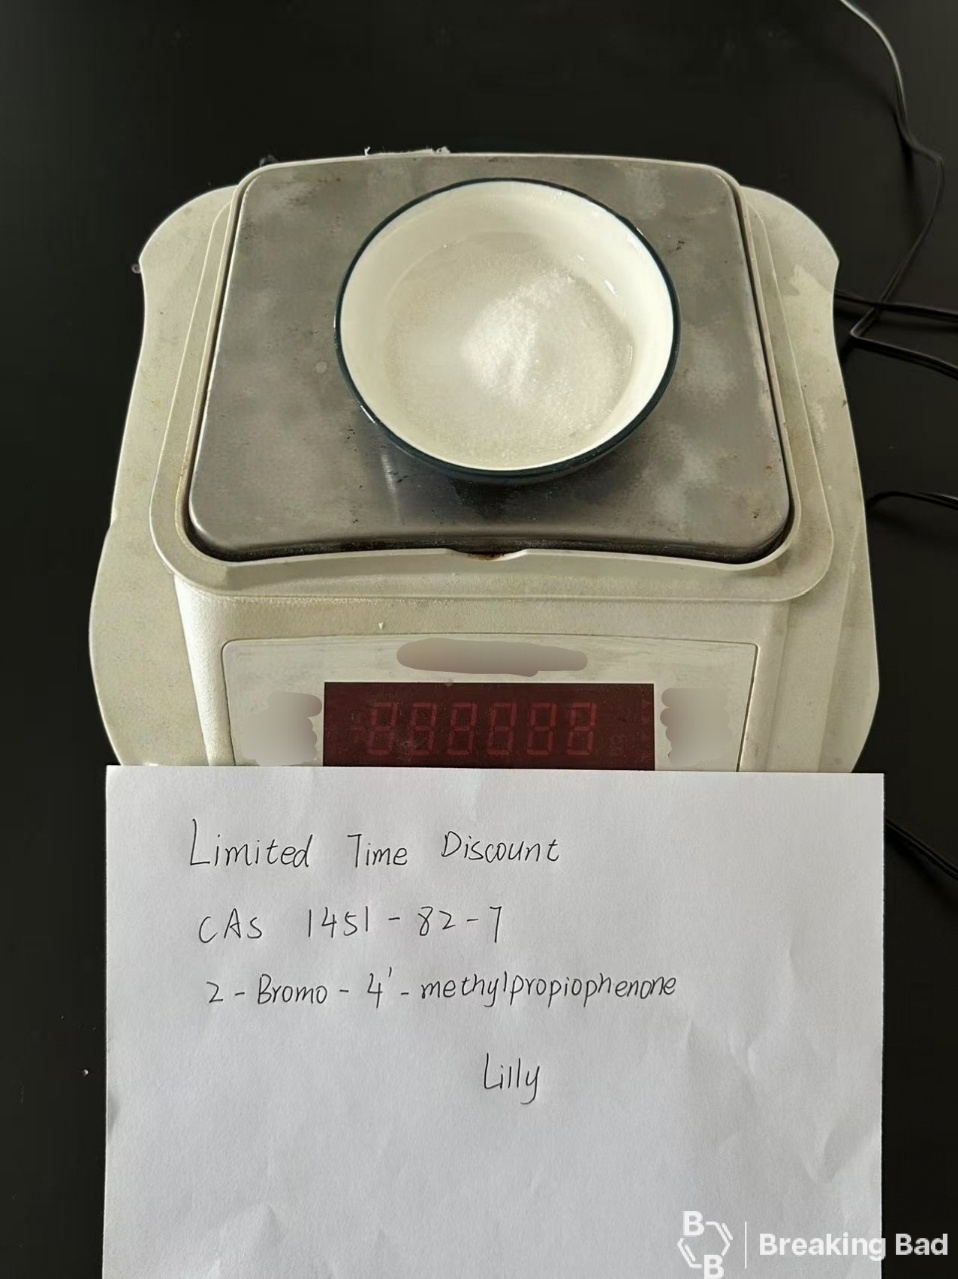 Limited Time Discount
CAS 1451-82-7
2-Bromo-4'-methylpropiophenone
Lilly
B
B
Breaking Bad